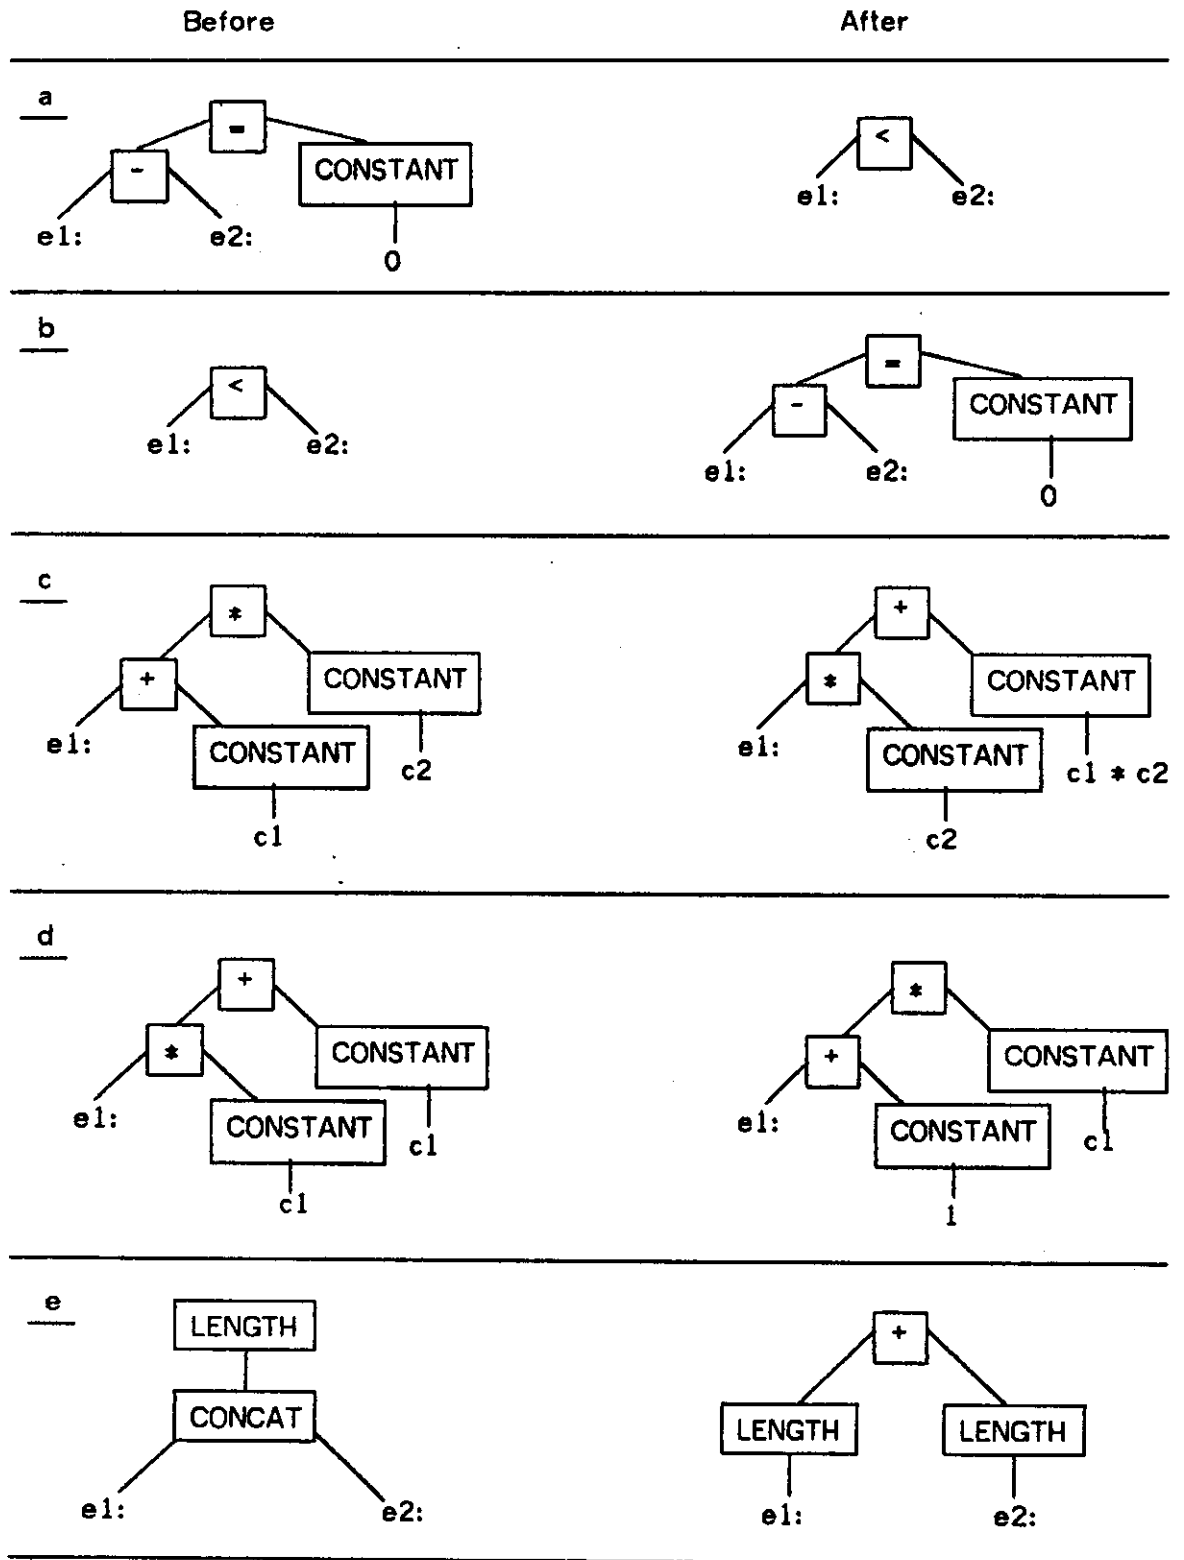 Before After
a
=
<
- CONSTANT
e1: e2:
e1: e2:
0
b
=
<
- CONSTANT
e1: e2:
e1: e2:
0
c
* +
+ CONSTANT * CONSTANT
e1: CONSTANT c2 e1: CONSTANT c1 * c2
c1 c2
d
+ *
* CONSTANT + CONSTANT
e1: CONSTANT c1 e1: CONSTANT c1
c1 1
e
LENGTH +
CONCAT LENGTH LENGTH
e1: e2: e1: e2: